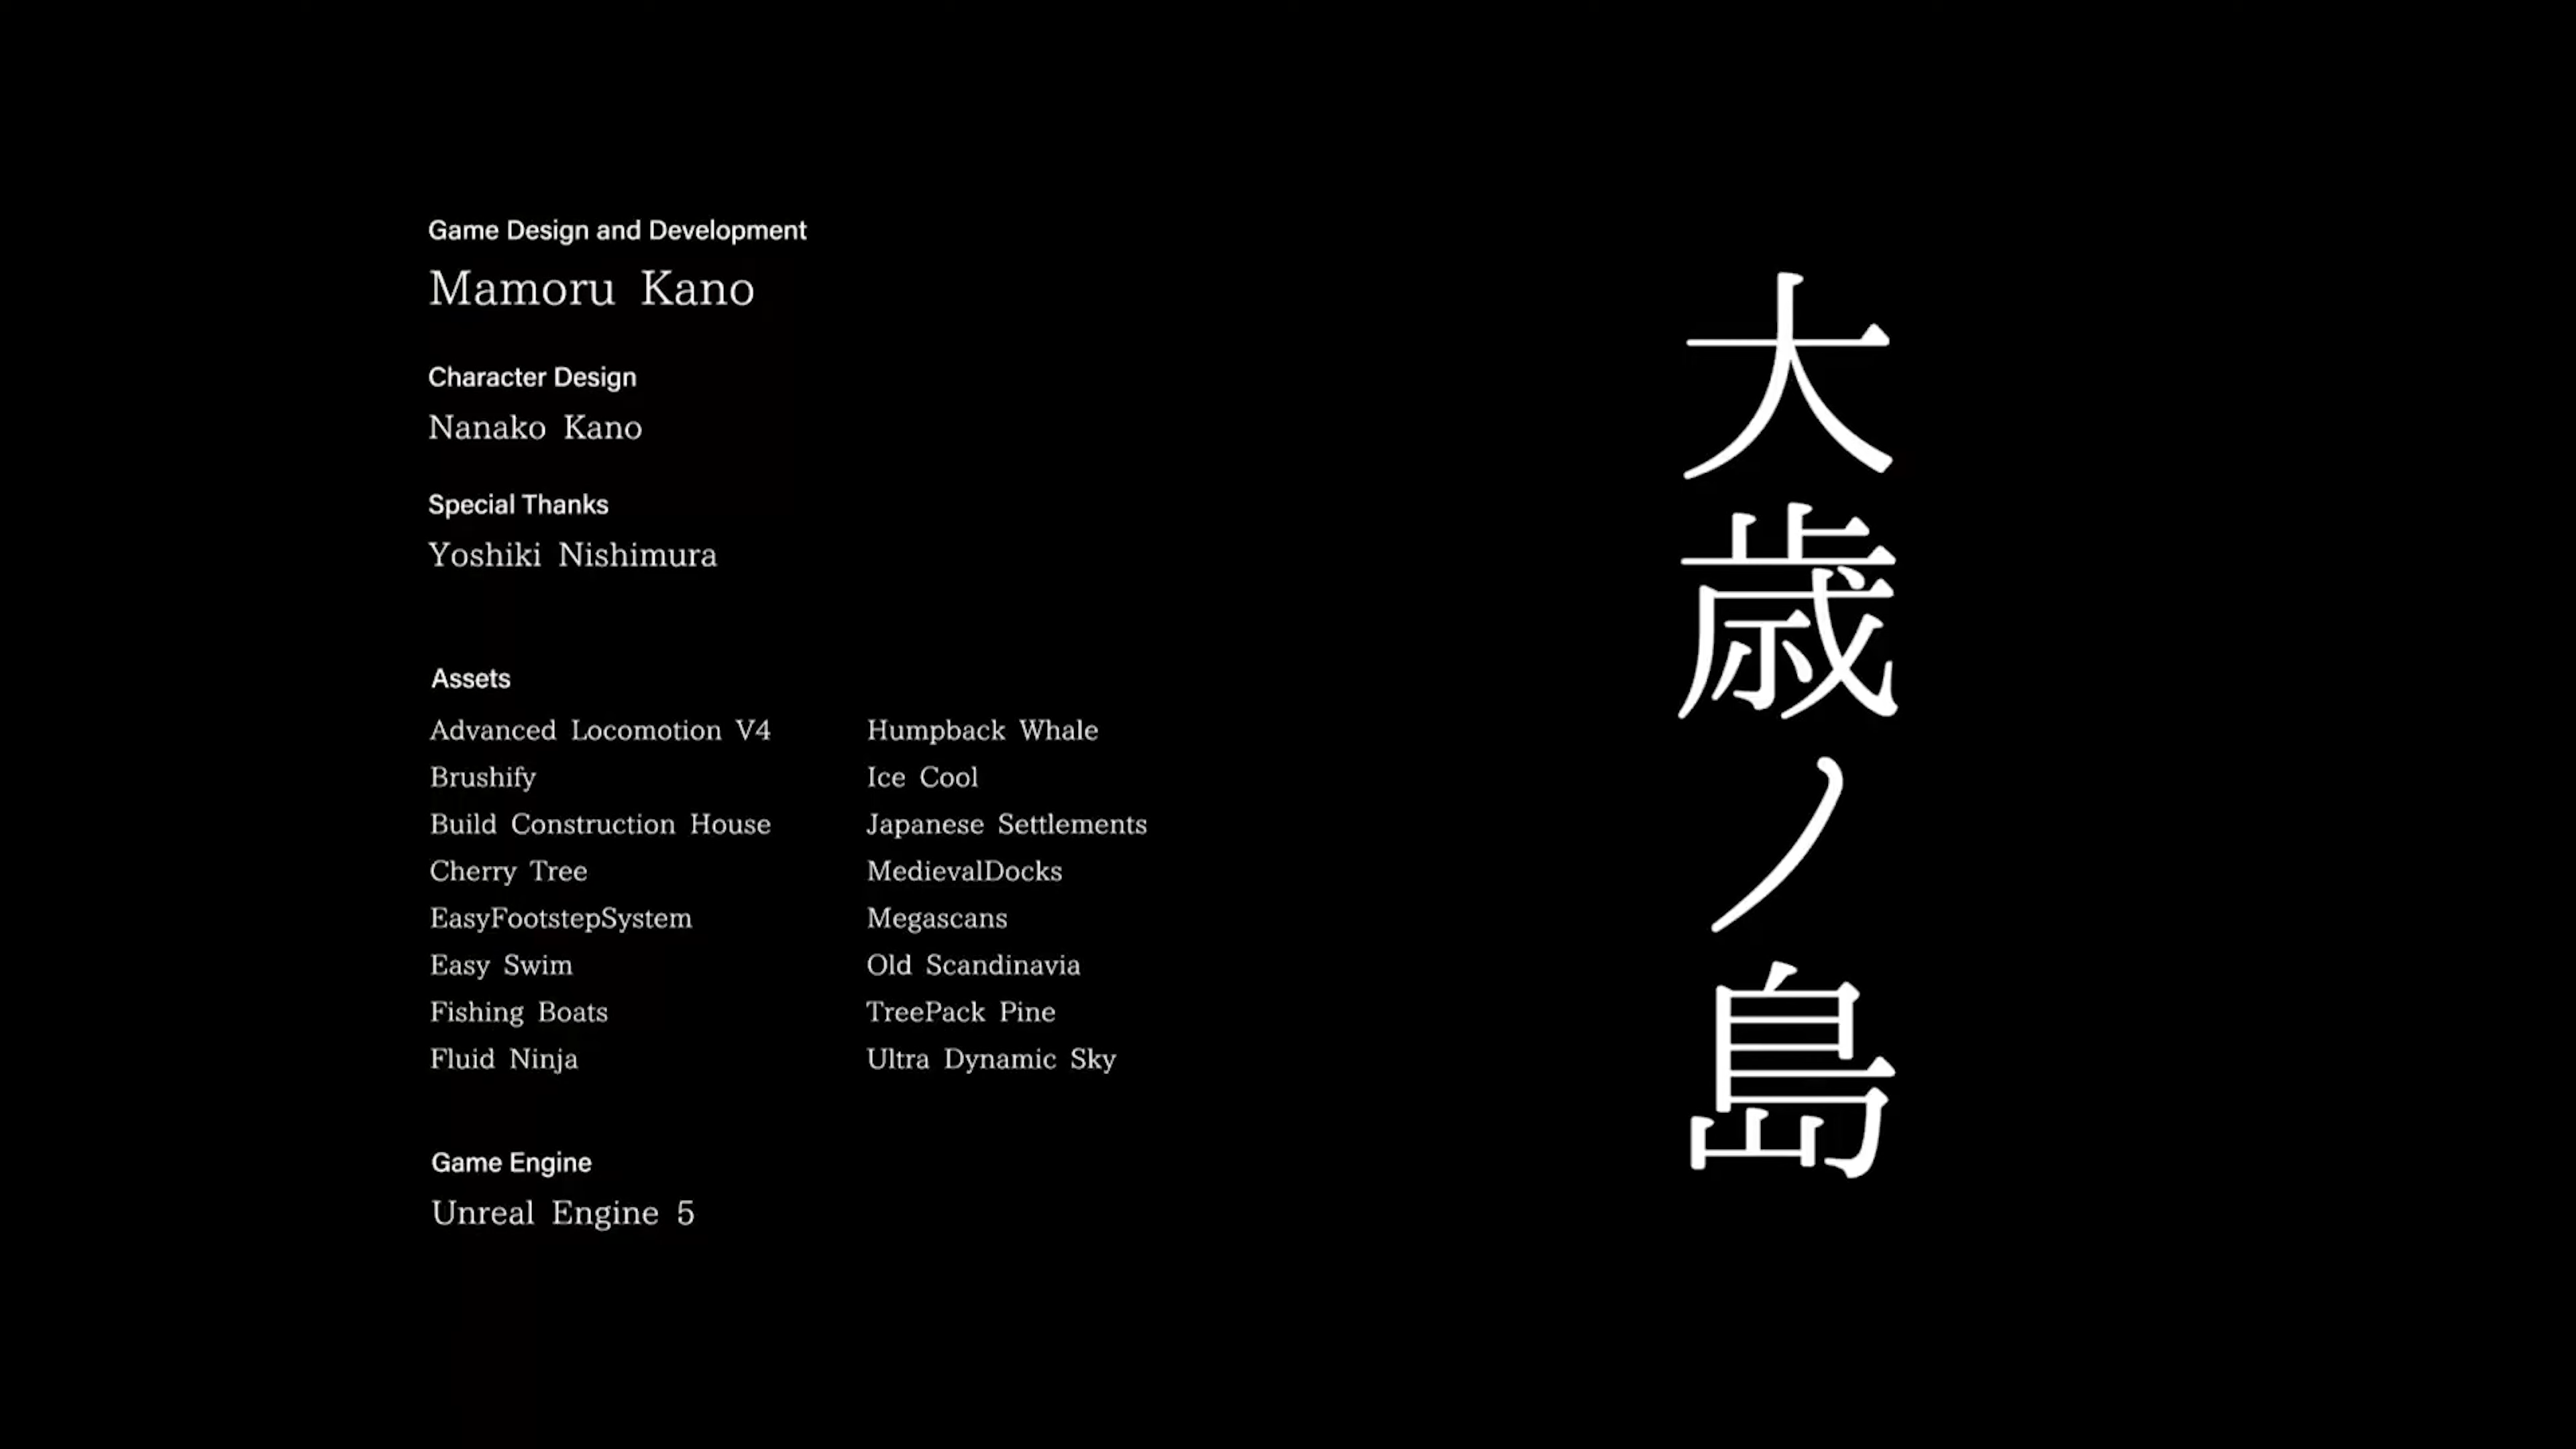 Game Design and Development
Mamoru Kano
Character Design
Nanako Kano
Special Thanks
Yoshiki Nishimura
Assets
Advanced Locomotion V4
Brushify
Build Construction House
Cherry Tree
EasyFootstepSystem
Easy Swim
Fishing Boats
Fluid Ninja
Humpback Whale
Ice Cool
Japanese Settlements
MedievalDocks
Megascans
Old Scandinavia
TreePack Pine
Ultra Dynamic Sky
Game Engine
Unreal Engine 5
大歳ノ島